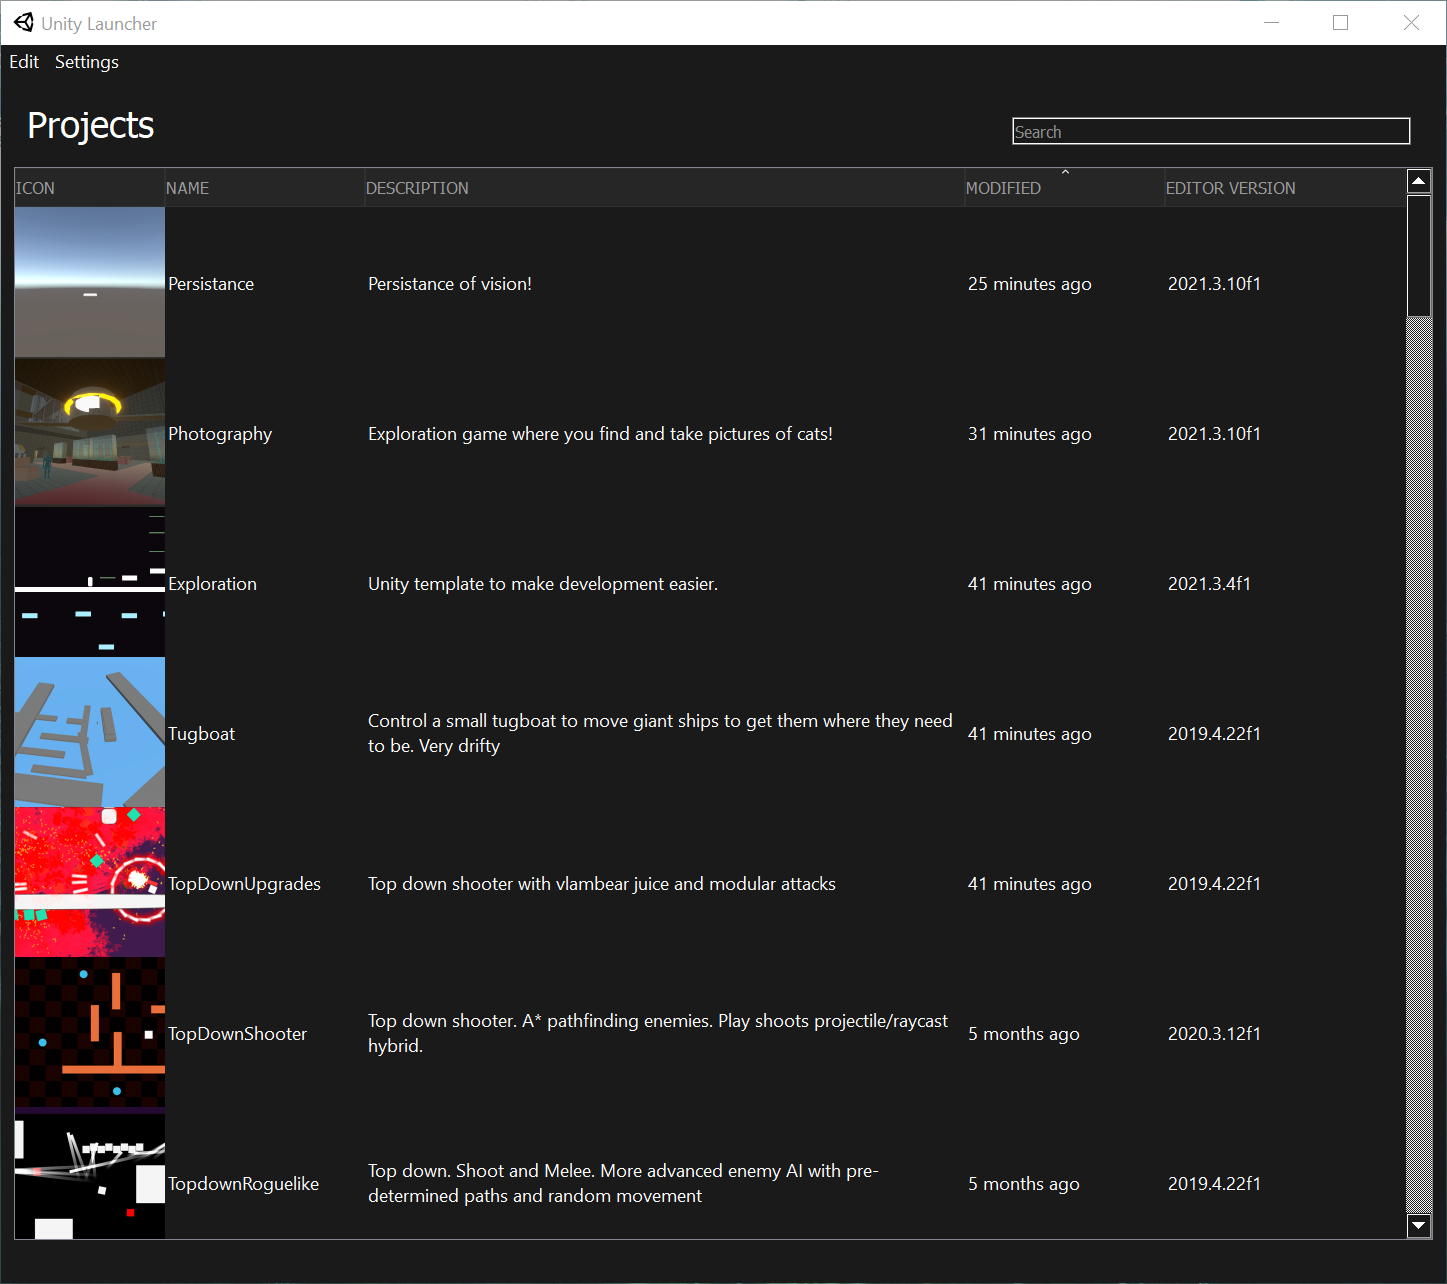 Unity Launcher
Edit Settings
Projects
Search
ICON NAME DESCRIPTION MODIFIED EDITOR VERSION
Persistance Persistance of vision! 25 minutes ago 2021.3.10f1
Photography Exploration game where you find and take pictures of cats! 31 minutes ago 2021.3.10f1
Exploration Unity template to make development easier. 41 minutes ago 2021.3.4f1
Control a small tugboat to move giant ships to get them where they need
Tugboat 41 minutes ago 2019.4.22f1
to be. Very drifty
TopDownUpgrades Top down shooter with vlambear juice and modular attacks 41 minutes ago 2019.4.22f1
Top down shooter. A* pathfinding enemies. Play shoots projectile/raycast
TopDownShooter 5 months ago 2020.3.12f1
hybrid.
Top down. Shoot and Melee. More advanced enemy AI with pre-
TopdownRoguelike 5 months ago 2019.4.22f1
determined paths and random movement